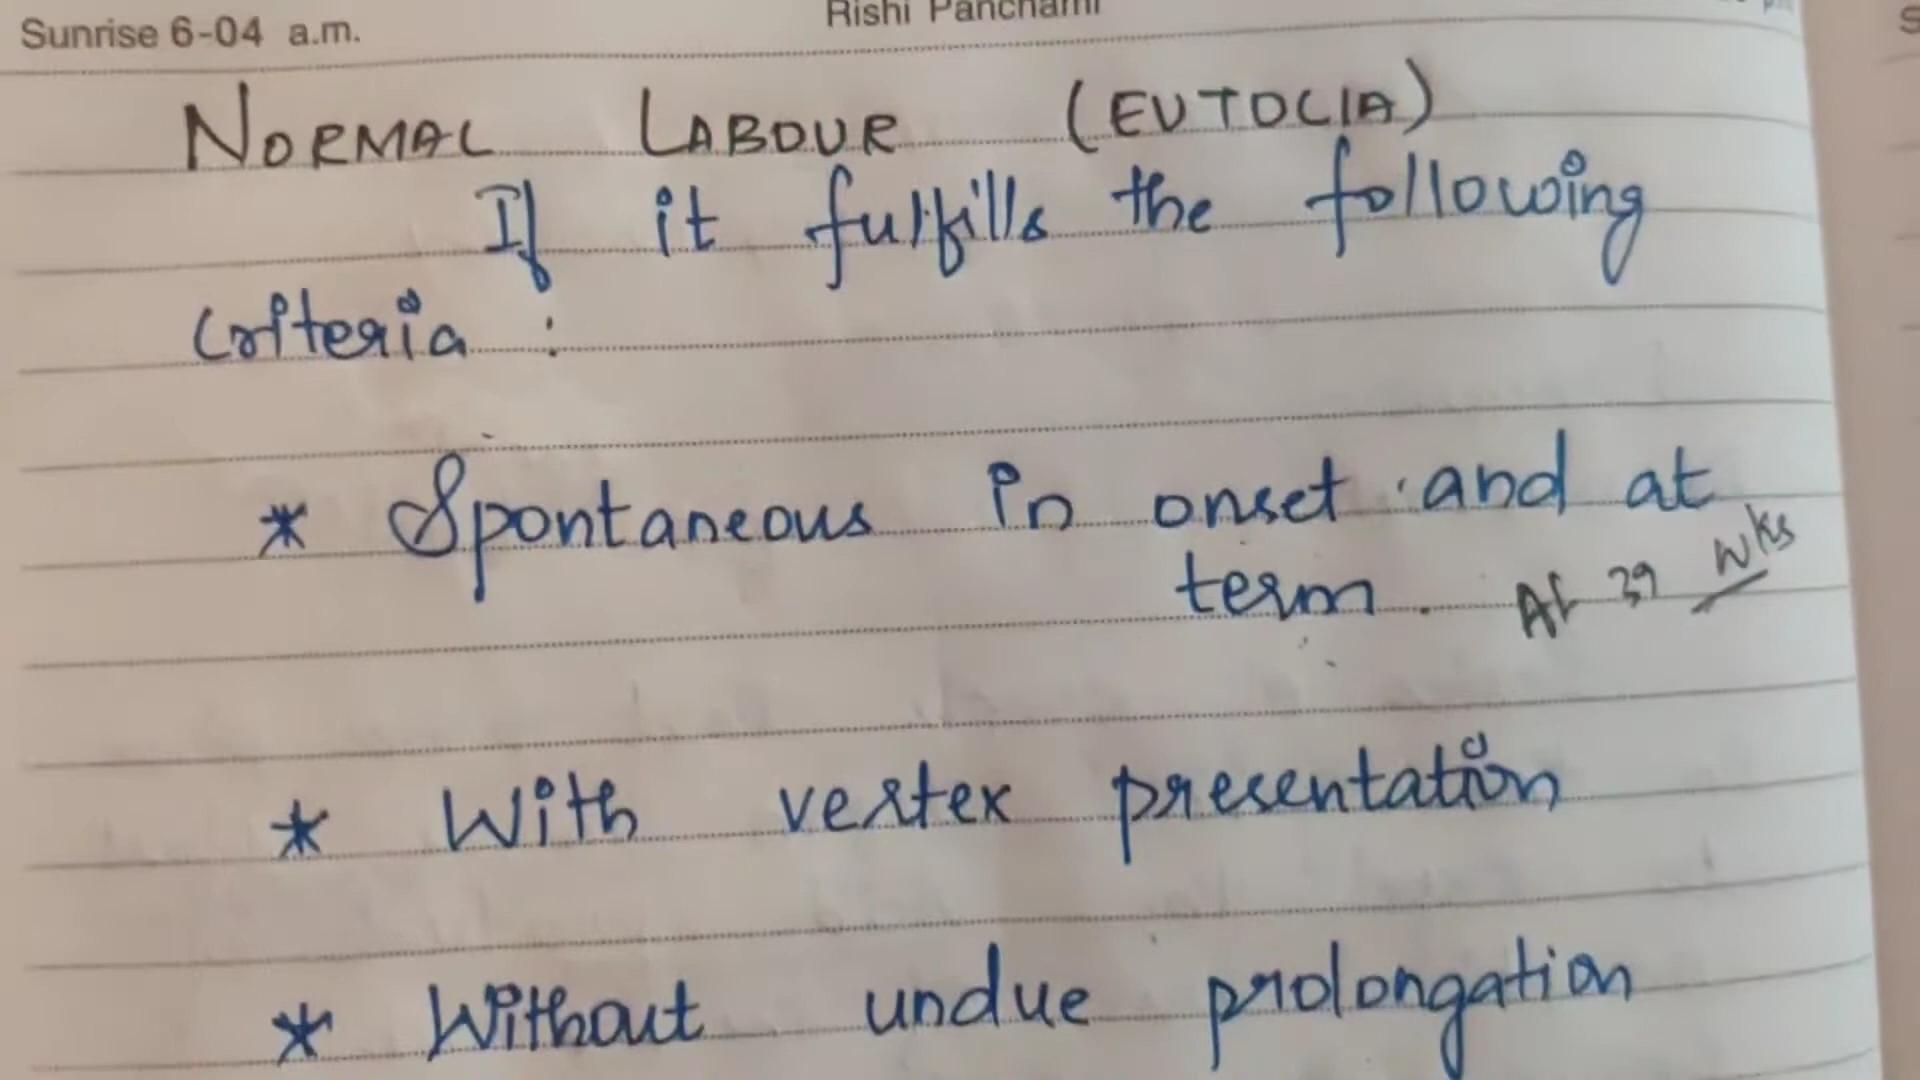 Sunrise 6-04 a.m.
Rishi Panchami
NORMAL LABOUR (EUTOCIA)
If it fulfills the following
criteria :
* Spontaneous in onset and at
term. At 39 wks
* With vertex presentation
* Without undue prolongation